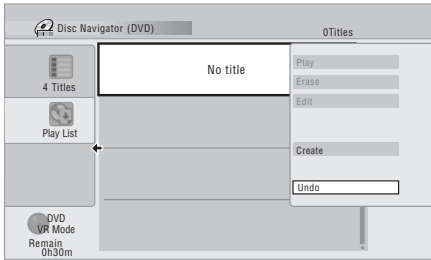 Disc Navigator (DVD)
0Titles
4 Titles
Play List
No title
Play
Erase
Edit
Create
Undo
DVD
VR Mode
Remain
0h30m